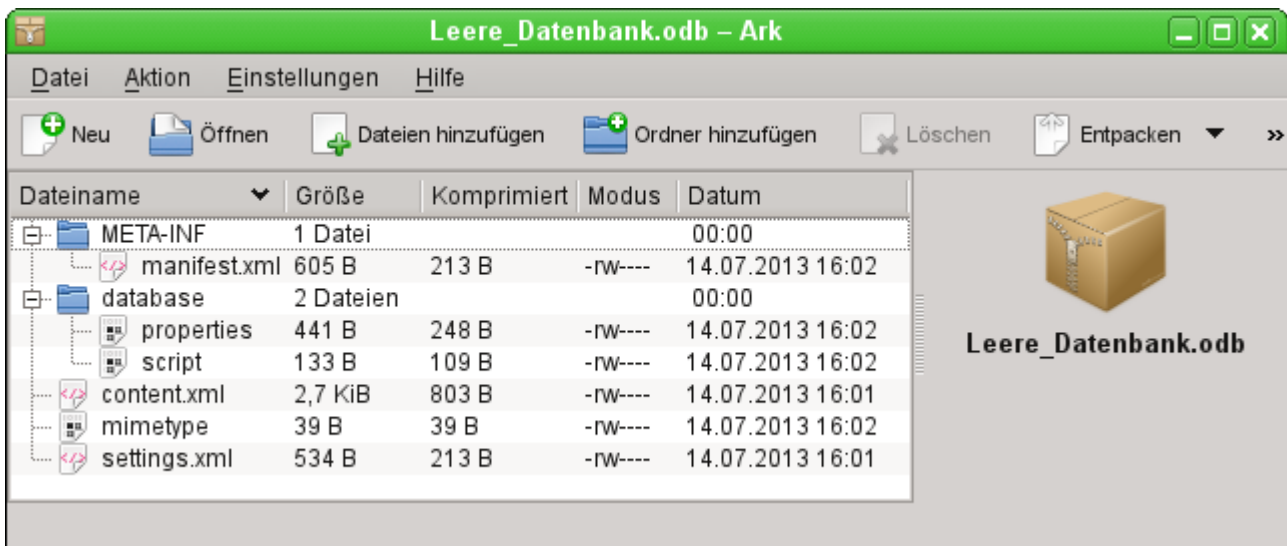 Leere_Datenbank.odb – Ark
Datei Aktion Einstellungen Hilfe
Neu Öffnen Dateien hinzufügen Ordner hinzufügen Löschen Entpacken »
Dateiname Größe Komprimiert Modus Datum
META-INF 1 Datei 00:00
manifest.xml 605 B 213 B -rw---- 14.07.2013 16:02
database 2 Dateien 00:00
properties 441 B 248 B -rw---- 14.07.2013 16:02
script 133 B 109 B -rw---- 14.07.2013 16:02
content.xml 2,7 KiB 803 B -rw---- 14.07.2013 16:01
mimetype 39 B 39 B -rw---- 14.07.2013 16:02
settings.xml 534 B 213 B -rw---- 14.07.2013 16:01
Leere_Datenbank.odb